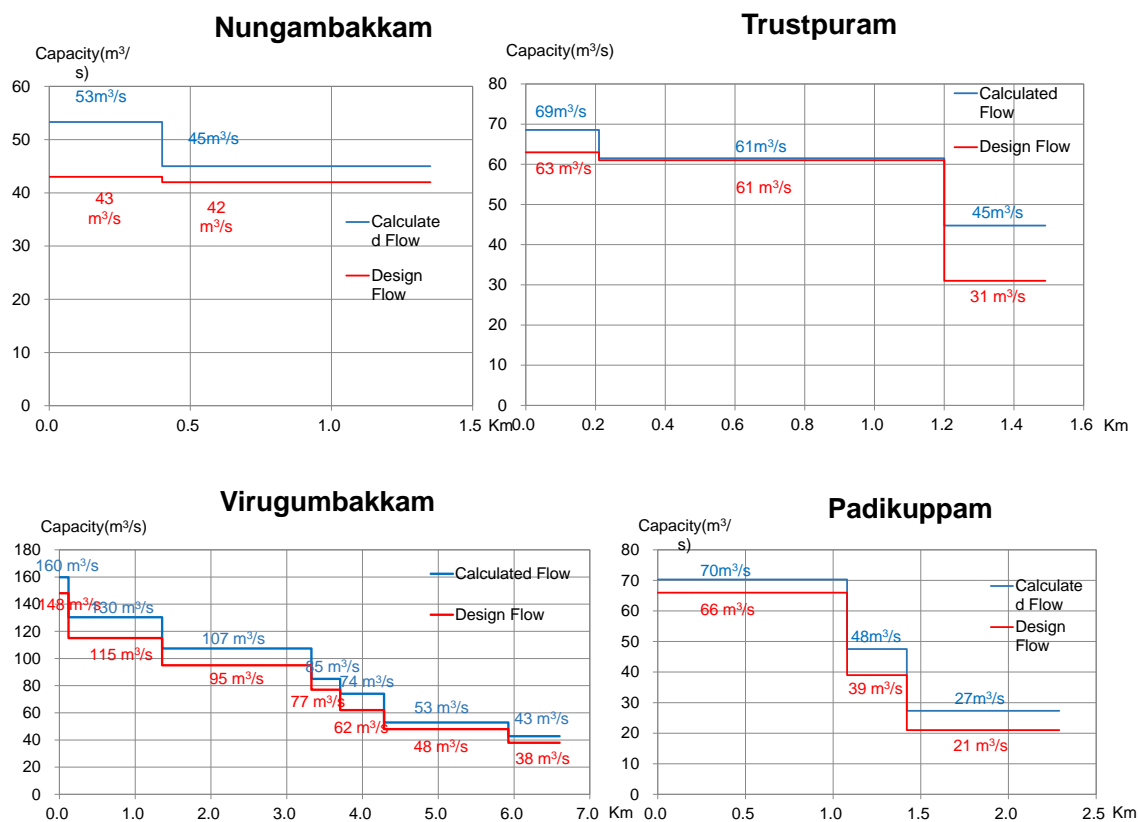 Nungambakkam
Capacity(m³/
s)
60
50
40
30
20
10
0
53m³/s
45m³/s
43
m³/s
42
m³/s
Calculate
d Flow
Design
Flow
0.0
0.5
1.0
1.5
Km
Trustpuram
Capacity(m³/s)
80
70
60
50
40
30
20
10
0
69m³/s
63 m³/s
61m³/s
61 m³/s
45m³/s
31 m³/s
Calculated
Flow
Design Flow
0.0
0.2
0.4
0.6
0.8
1.0
1.2
1.4
1.6
Km
Virugumbakkam
Capacity(m³/s)
180
160
140
120
100
80
60
40
20
0
160 m³/s
148 m³/s
130 m³/s
115 m³/s
107 m³/s
95 m³/s
85 m³/s
77 m³/s
74 m³/s
62 m³/s
53 m³/s
48 m³/s
43 m³/s
38 m³/s
Calculated Flow
Design Flow
0.0
1.0
2.0
3.0
4.0
5.0
6.0
7.0
Km
Padikuppam
Capacity(m³/
s)
80
70
60
50
40
30
20
10
0
70m³/s
66 m³/s
48m³/s
39 m³/s
27m³/s
21 m³/s
Calculate
d Flow
Design
Flow
0.0
0.5
1.0
1.5
2.0
2.5
Km